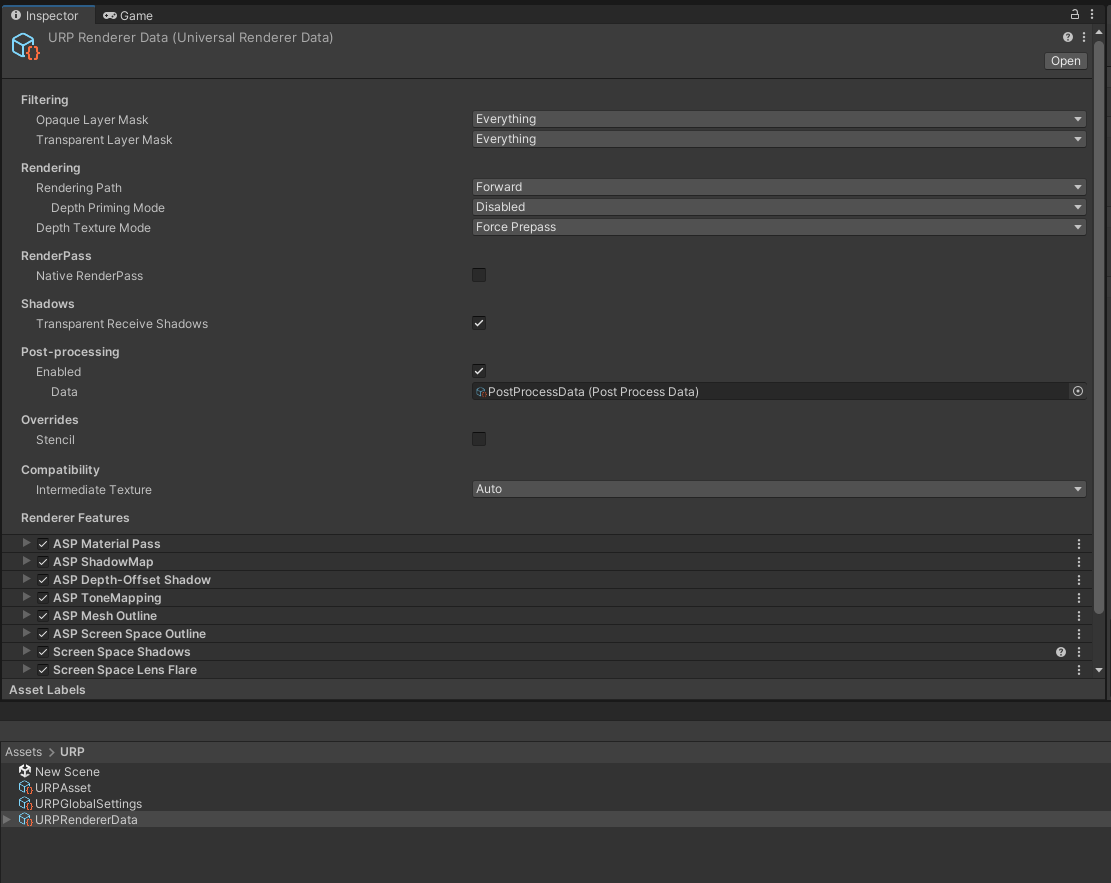 Inspector Game
URP Renderer Data (Universal Renderer Data)
Open
Filtering
Opaque Layer Mask Everything
Transparent Layer Mask Everything
Rendering
Rendering Path Forward
Depth Priming Mode Disabled
Depth Texture Mode Force Prepass
RenderPass
Native RenderPass
Shadows
Transparent Receive Shadows
Post-processing
Enabled
Data PostProcessData (Post Process Data)
Overrides
Stencil
Compatibility
Intermediate Texture Auto
Renderer Features
ASP Material Pass
ASP ShadowMap
ASP Depth-Offset Shadow
ASP ToneMapping
ASP Mesh Outline
ASP Screen Space Outline
Screen Space Shadows
Screen Space Lens Flare
Asset Labels
Assets > URP
New Scene
URPAsset
URPGlobalSettings
URPRendererData